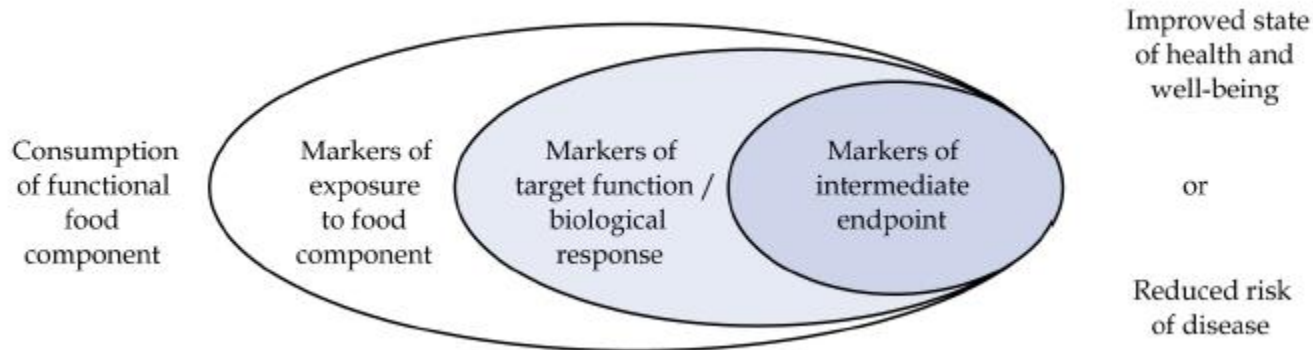 Consumption
of functional
food
component
Markers of
exposure
to food
component
Markers of
target function /
biological
response
Markers of
intermediate
endpoint
Improved state
of health and
well-being
or
Reduced risk
of disease